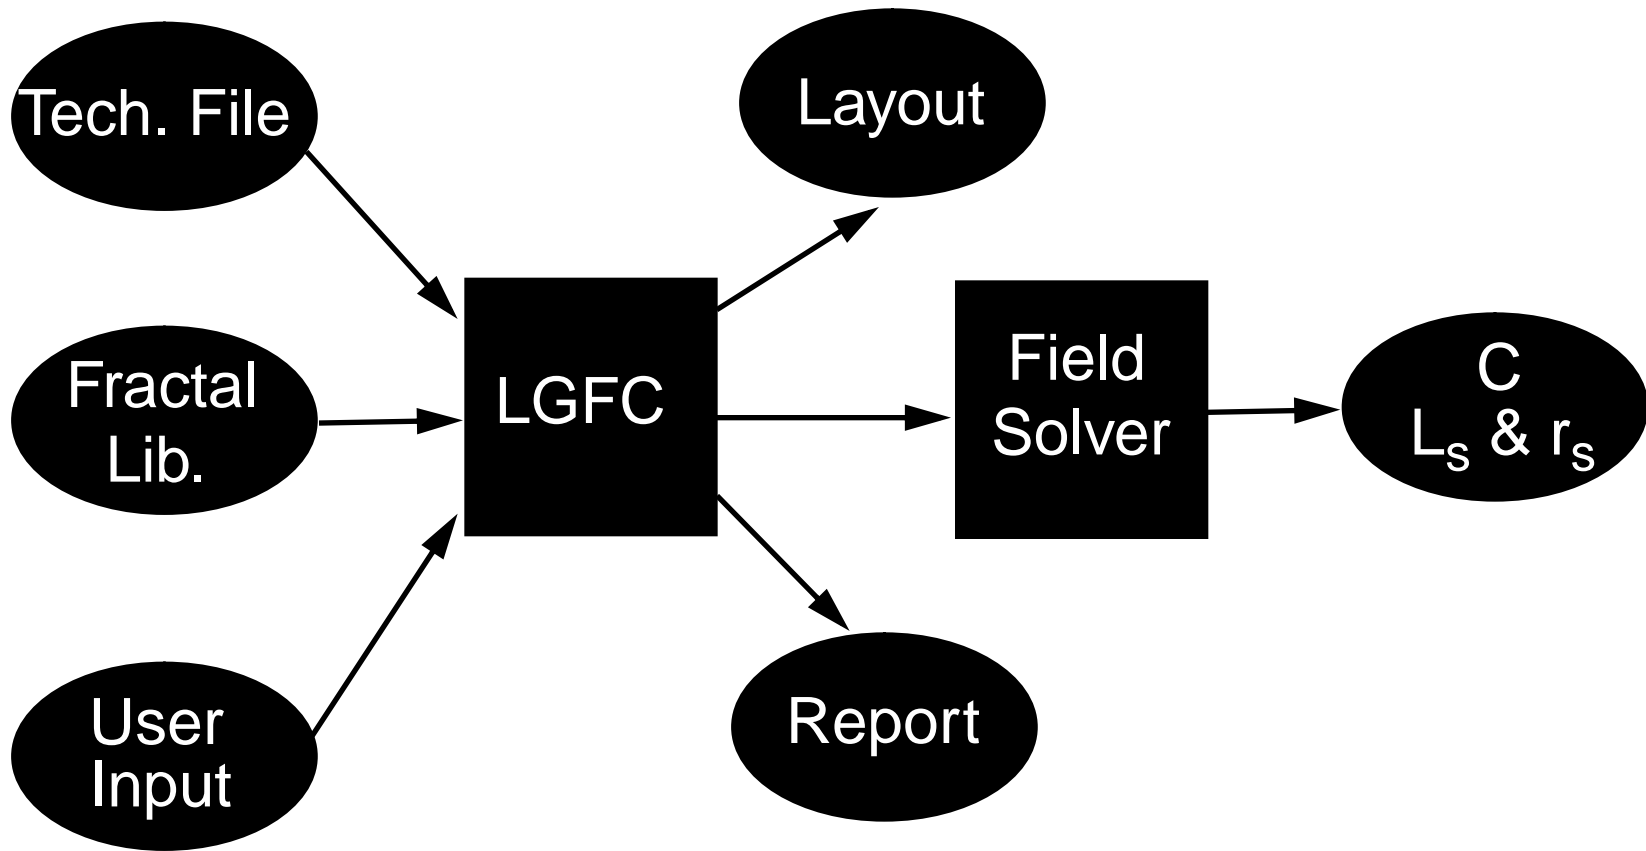 Tech. File
Layout
Fractal
Lib.
LGFC
Field
Solver
C
Ls & rs
User
Input
Report